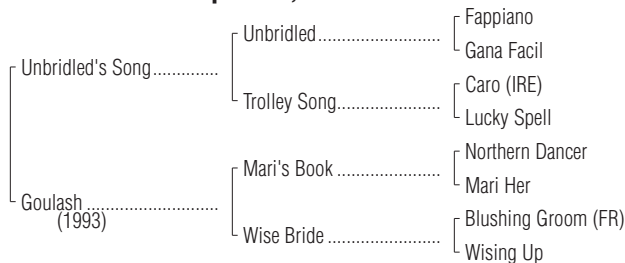 Fappiano
Unbridled....................
Gana Facil
Unbridled's Song..............
Caro (IRE)
Trolley Song.................
Lucky Spell
Northern Dancer
Mari's Book .................
Mari Her
Goulash ............................
(1993)
Blushing Groom (FR)
Wise Bride ...................
Wising Up